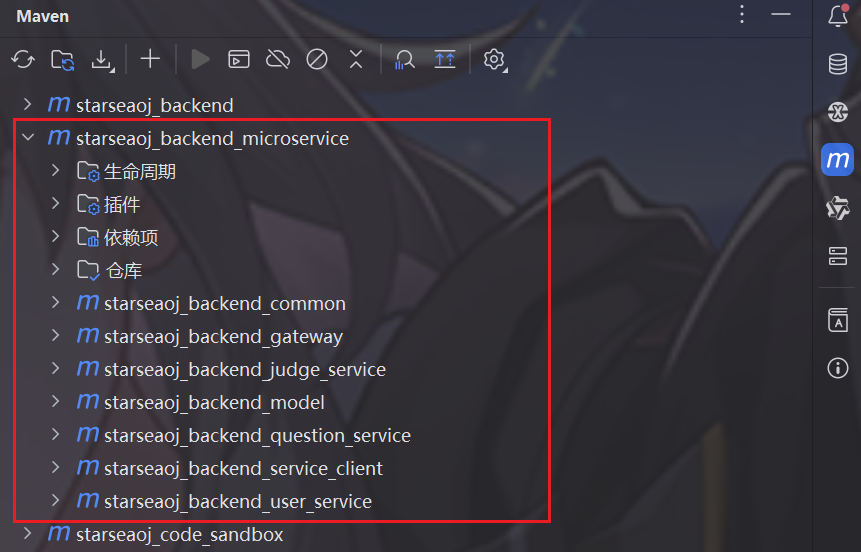 Maven
starseaoj_backend
starseaoj_backend_microservice
生命周期
插件
依赖项
仓库
starseaoj_backend_common
starseaoj_backend_gateway
starseaoj_backend_judge_service
starseaoj_backend_model
starseaoj_backend_question_service
starseaoj_backend_service_client
starseaoj_backend_user_service
starseaoj_code_sandbox